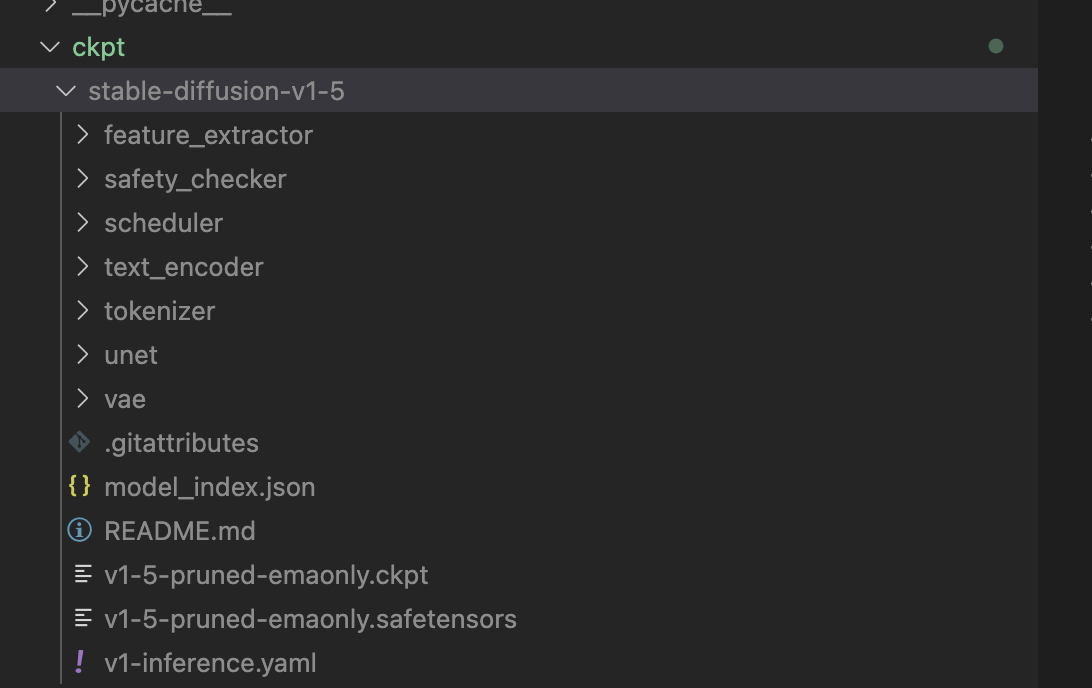 __pycache__
ckpt
stable-diffusion-v1-5
feature_extractor
safety_checker
scheduler
text_encoder
tokenizer
unet
vae
.gitattributes
model_index.json
README.md
v1-5-pruned-emaonly.ckpt
v1-5-pruned-emaonly.safetensors
v1-inference.yaml